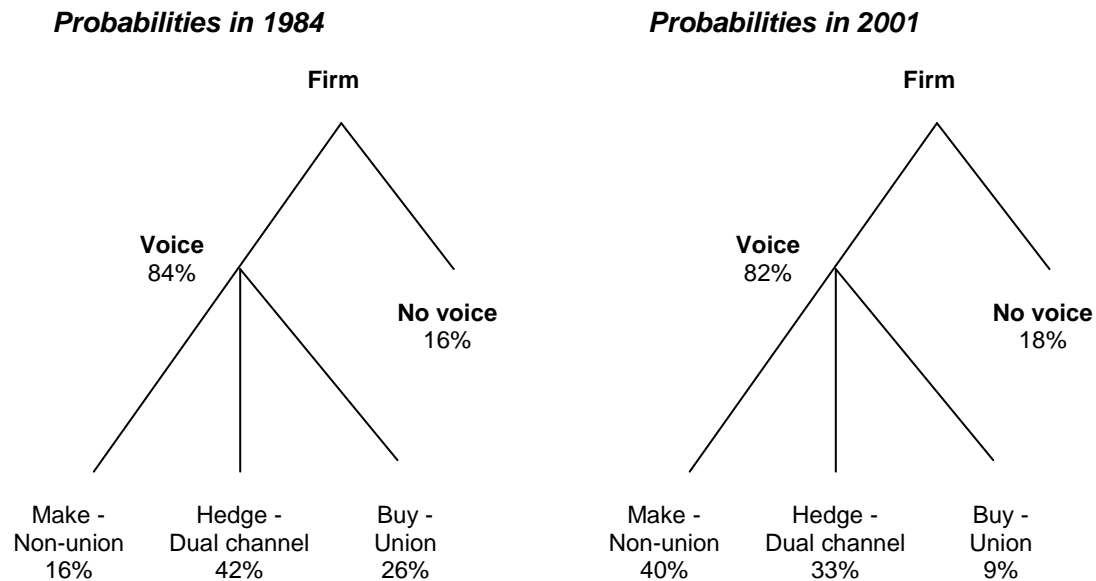 Probabilities in 1984
Firm
Voice
84%
No voice
16%
Make -
Non-union
16%
Hedge -
Dual channel
42%
Buy -
Union
26%
Probabilities in 2001
Firm
Voice
82%
No voice
18%
Make -
Non-union
40%
Hedge -
Dual channel
33%
Buy -
Union
9%